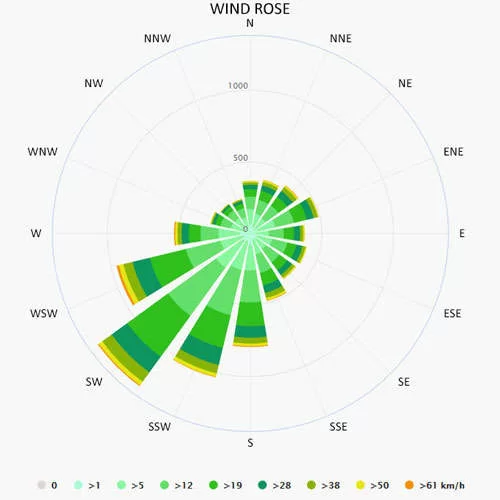 WIND ROSE
N
NNW
NNE
NW
NE
1000
WNW
ENE
500
W
0
E
WSW
ESE
SW
SE
SSW
SSE
S
0 >1 >5 >12 >19 >28 >38 >50 >61 km/h